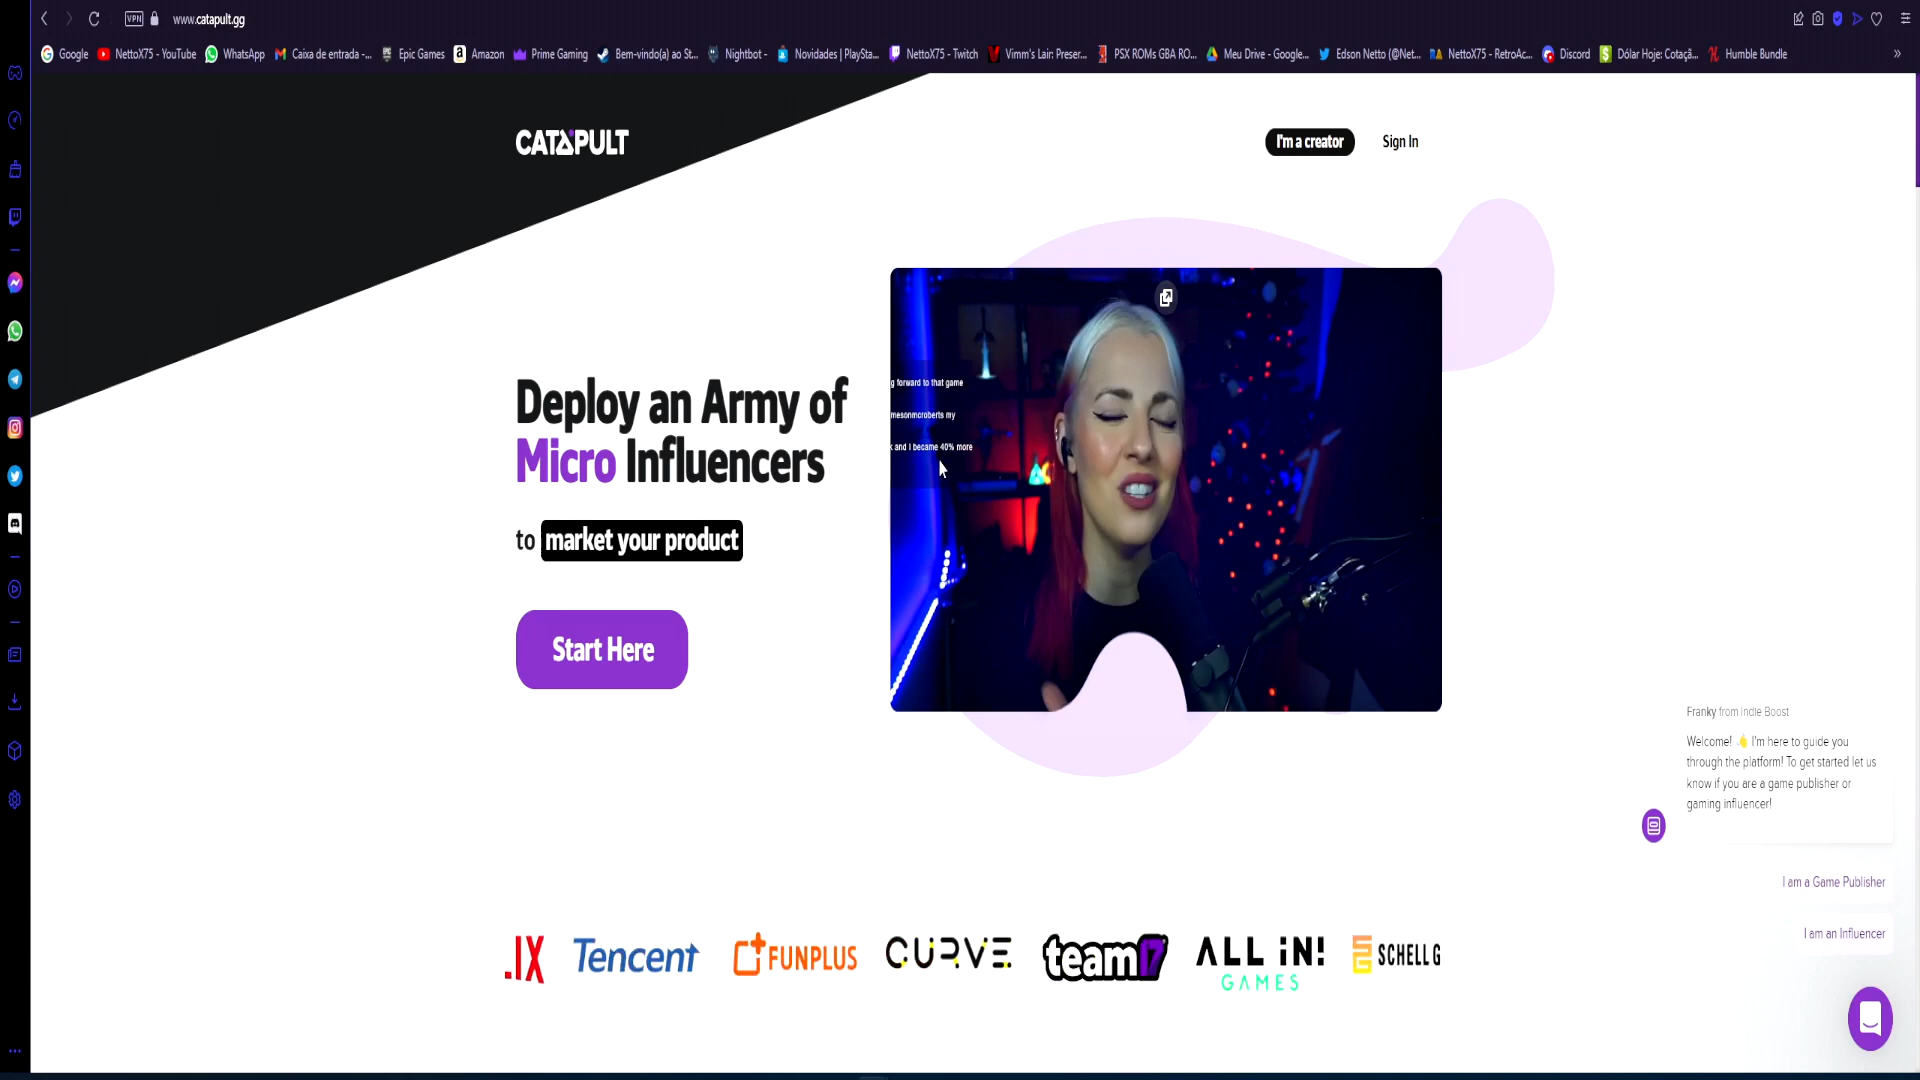 VPN
www.catapult.gg
Google
NettoX75 - YouTube
WhatsApp
Caixa de entrada -...
Epic Games
Amazon
Prime Gaming
Bem-vindo(a) ao St...
Nightbot -
Novidades | PlaySta...
NettoX75 - Twitch
Vimm's Lair: Preser...
PSX ROMs GBA RO...
Meu Drive - Google...
Edson Netto (@Net...
NettoX75 - RetroAc...
Discord
Dólar Hoje: Cotaçã...
Humble Bundle
»
CATAPULT
I'm a creator
Sign In
g forward to that game
mesonmcroberts my
and I became 40% more
Deploy an Army of
Micro Influencers
to market your product
Start Here
Franky from Indie Boost
Welcome! I'm here to guide you
through the platform! To get started let us
know if you are a game publisher or
gaming influencer!
I am a Game Publisher
I am an Influencer
.IX
Tencent
FUNPLUS
CURVE
team17
ALL iN!
GAMES
SCHELL G